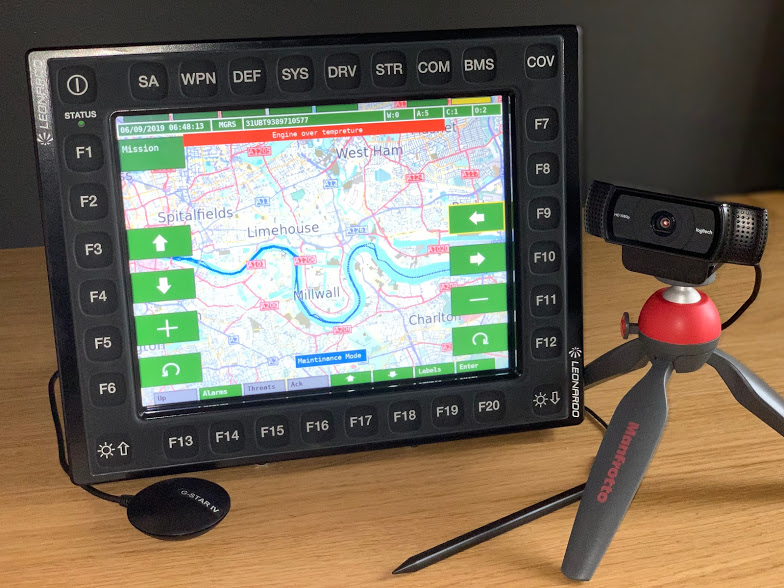 LEONARDO
SA WPN DEF SYS DRV STR COM BMS COV
STATUS
F1
F2
F3
F4
F5
F6
F7
F8
F9
F10
F11
F12
06/09/2019 06:48:13 MGRS 31UBT9389710577 W:0 A:5 C:1 O:2
Engine over tempreture
Mission
West Ham
Spitalfields
Limehouse
Millwall
Charlton
Maintinance Mode
Up Alarms Threats Ack Labels Enter
F13 F14 F15 F16 F17 F18 F19 F20
LEONARDO
G-STAR IV
HD 1080p
logitech
Manfrotto